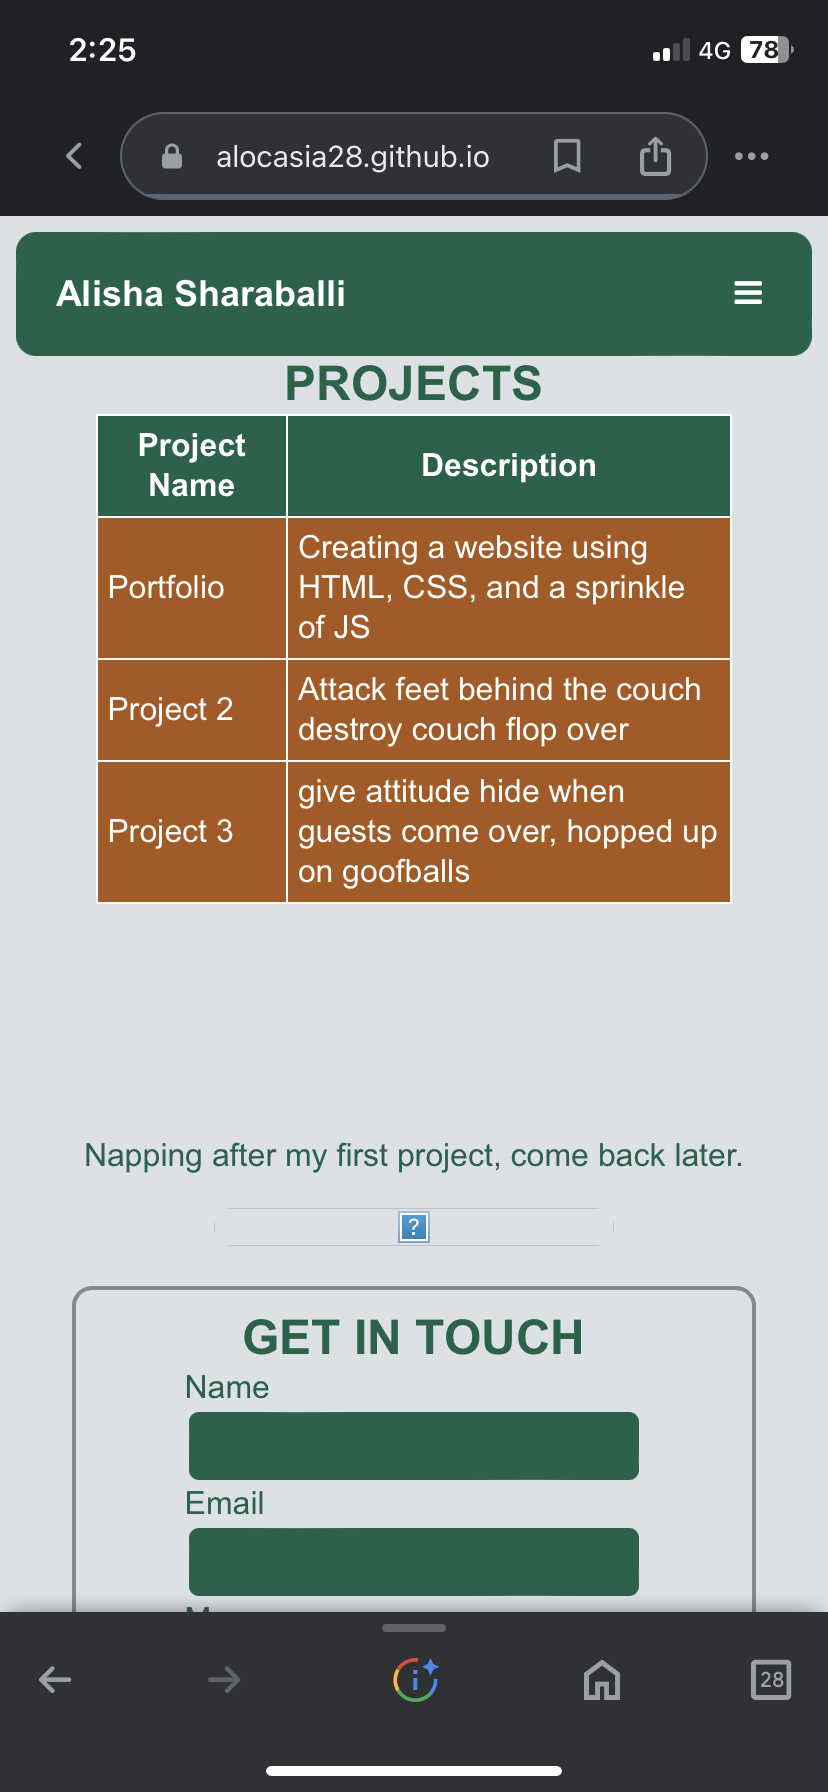 2:25
4G
78
alocasia28.github.io
Alisha Sharaballi
PROJECTS
Project
Name
Description
Portfolio
Creating a website using
HTML, CSS, and a sprinkle
of JS
Project 2
Attack feet behind the couch
destroy couch flop over
Project 3
give attitude hide when
guests come over, hopped up
on goofballs
Napping after my first project, come back later.
?
GET IN TOUCH
Name
Email
28